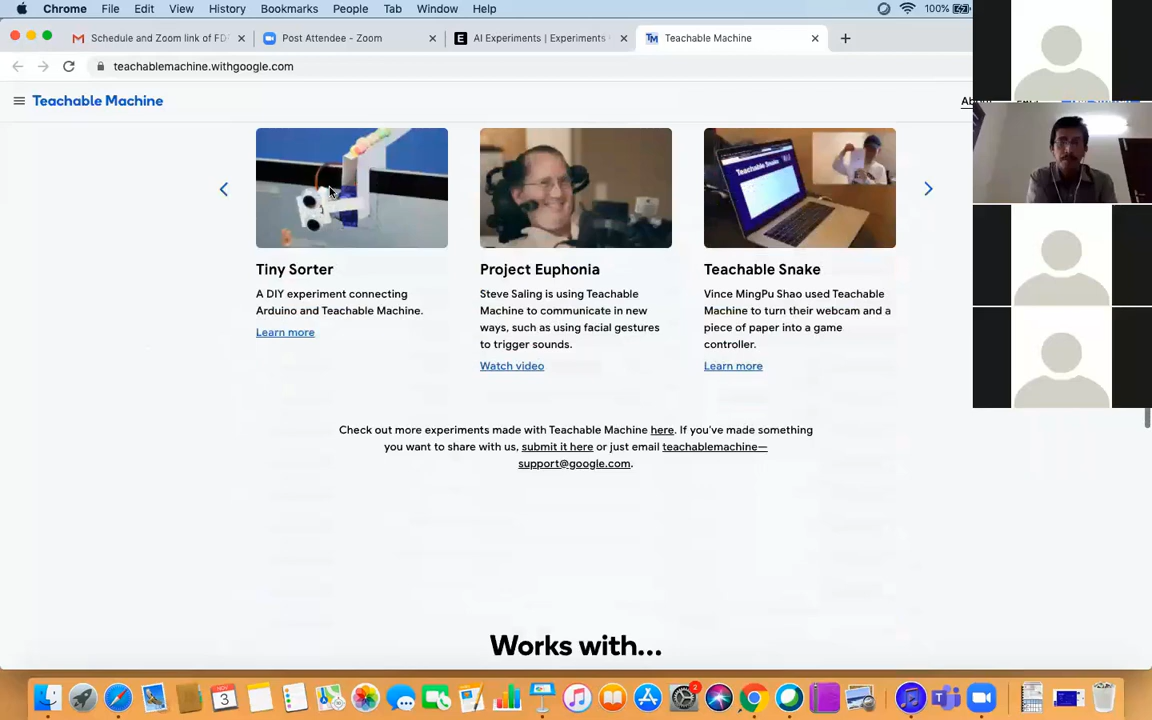 Chrome File Edit View History Bookmarks People Tab Window Help 100%
Schedule and Zoom link of FD
Post Attendee - Zoom
AI Experiments | Experiments
Teachable Machine
teachablemachine.withgoogle.com
Teachable Machine
Tiny Sorter
A DIY experiment connecting
Arduino and Teachable Machine.
Learn more
Project Euphonia
Steve Saling is using Teachable
Machine to communicate in new
ways, such as using facial gestures
to trigger sounds.
Watch video
Teachable Snake
Vince MingPu Shao used Teachable
Machine to turn their webcam and a
piece of paper into a game
controller.
Learn more
Check out more experiments made with Teachable Machine here. If you've made something
you want to share with us, submit it here or just email teachablemachine—
support@google.com.
Works with...
NOV
3
2